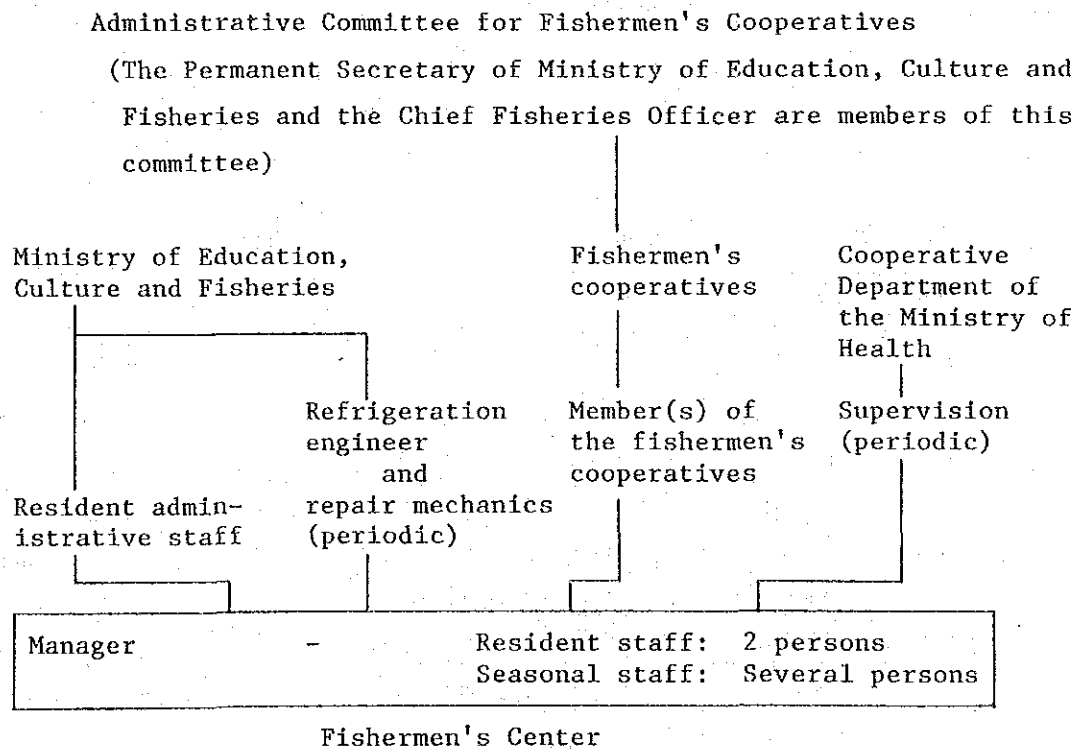 Administrative Committee for Fishermen's Cooperatives
(The Permanent Secretary of Ministry of Education, Culture and
Fisheries and the Chief Fisheries Officer are members of this
committee)
Ministry of Education,
Culture and Fisheries
Fishermen's
cooperatives
Cooperative
Department of
the Ministry of
Health
Refrigeration
engineer
and
repair mechanics
(periodic)
Member(s) of
the fishermen's
cooperatives
Supervision
(periodic)
Resident admin-
istrative staff
Manager - Resident staff: 2 persons
Seasonal staff: Several persons
Fishermen's Center